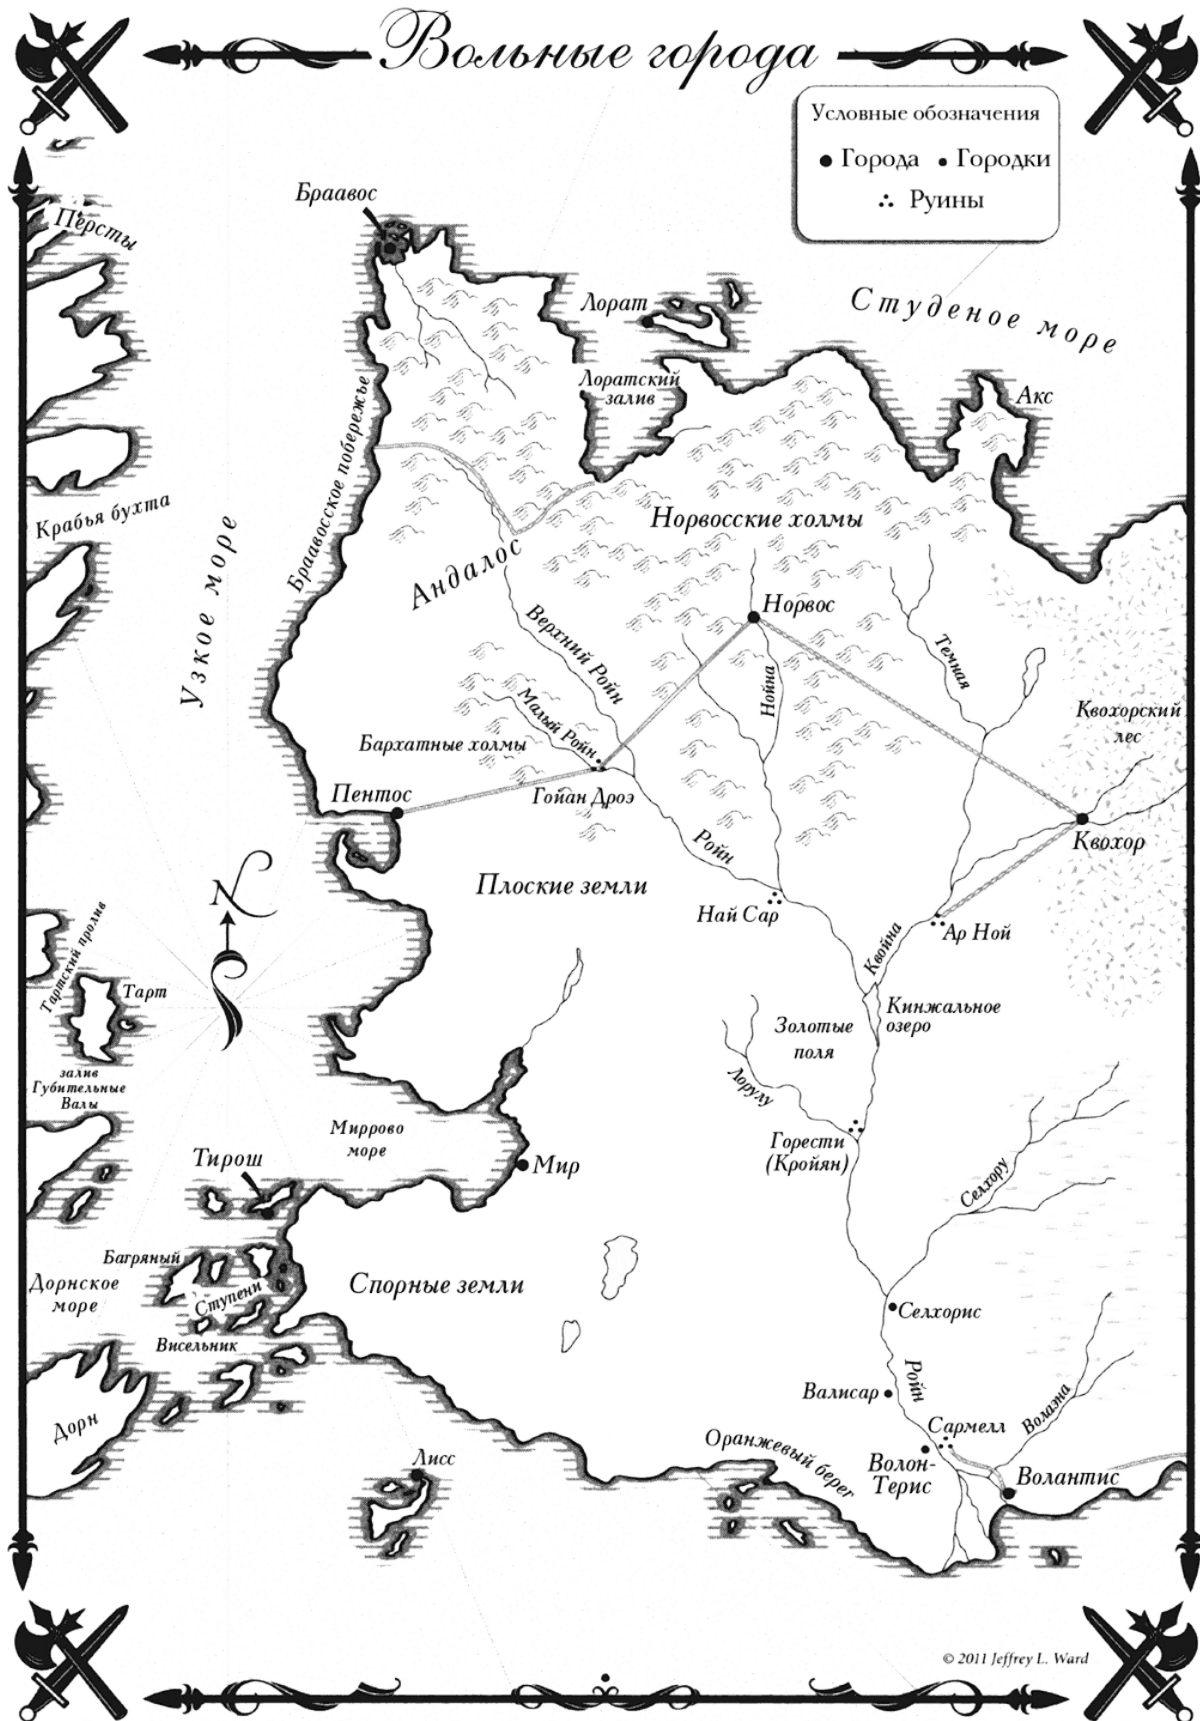 Вольные города
Условные обозначения
Города
Городки
Руины
Браавос
Персты
Лорат
Студеное море
Лоратский
залив
Акс
Браавосское побережье
Крабья бухта
Узкое море
Андалос
Норвосские холмы
Норвос
Верхний Ройн
Нойна
Темная
Малый Ройн
Квохорский
лес
Бархатные холмы
Пентос
Гойан Дроэ
Квохор
Ройн
Плоские земли
Най Сар
Квойна
Ар Ной
N
Тартский пролив
Тарт
Кинжальное
озеро
Золотые
поля
залив
Губительные
Валы
Лорулу
Миррово
море
Горести
(Кройян)
Тирош
Мир
Селхору
Багряный
Ступени
Дорнское
море
Спорные земли
Селхорис
Висельник
Ройн
Валисар
Волаэна
Дорн
Сармелл
Оранжевый берег
Лисс
Волон-
Терис
Волантис
© 2011 Jeffrey L. Ward